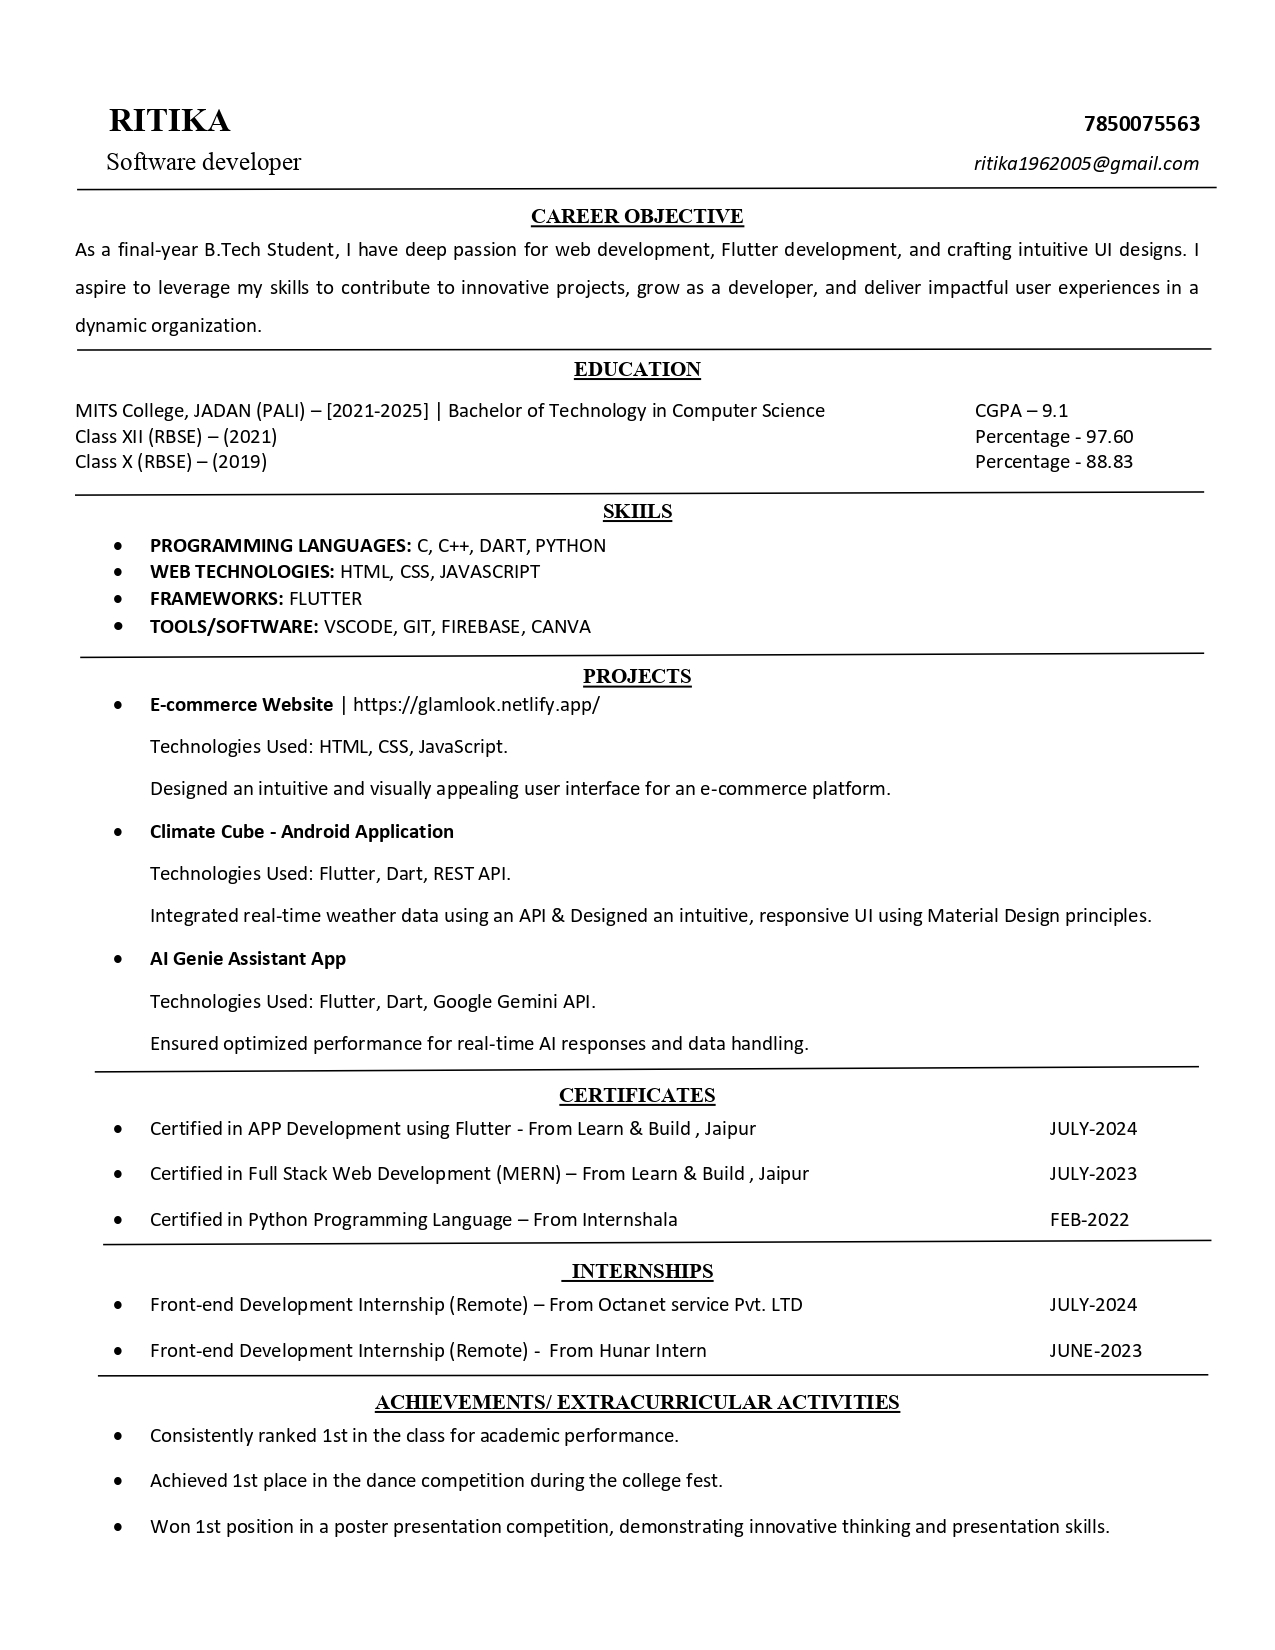 RITIKA 7850075563
Software developer ritika1962005@gmail.com
CAREER OBJECTIVE
As a final-year B.Tech Student, I have deep passion for web development, Flutter development, and crafting intuitive UI designs. I
aspire to leverage my skills to contribute to innovative projects, grow as a developer, and deliver impactful user experiences in a
dynamic organization.
EDUCATION
MITS College, JADAN (PALI) – [2021-2025] | Bachelor of Technology in Computer Science CGPA – 9.1
Class XII (RBSE) – (2021) Percentage - 97.60
Class X (RBSE) – (2019) Percentage - 88.83
SKIILS
• PROGRAMMING LANGUAGES: C, C++, DART, PYTHON
• WEB TECHNOLOGIES: HTML, CSS, JAVASCRIPT
• FRAMEWORKS: FLUTTER
• TOOLS/SOFTWARE: VSCODE, GIT, FIREBASE, CANVA
PROJECTS
• E-commerce Website | https://glamlook.netlify.app/
Technologies Used: HTML, CSS, JavaScript.
Designed an intuitive and visually appealing user interface for an e-commerce platform.
• Climate Cube - Android Application
Technologies Used: Flutter, Dart, REST API.
Integrated real-time weather data using an API & Designed an intuitive, responsive UI using Material Design principles.
• AI Genie Assistant App
Technologies Used: Flutter, Dart, Google Gemini API.
Ensured optimized performance for real-time AI responses and data handling.
CERTIFICATES
• Certified in APP Development using Flutter - From Learn & Build , Jaipur JULY-2024
• Certified in Full Stack Web Development (MERN) – From Learn & Build , Jaipur JULY-2023
• Certified in Python Programming Language – From Internshala FEB-2022
INTERNSHIPS
• Front-end Development Internship (Remote) – From Octanet service Pvt. LTD JULY-2024
• Front-end Development Internship (Remote) - From Hunar Intern JUNE-2023
ACHIEVEMENTS/ EXTRACURRICULAR ACTIVITIES
• Consistently ranked 1st in the class for academic performance.
• Achieved 1st place in the dance competition during the college fest.
• Won 1st position in a poster presentation competition, demonstrating innovative thinking and presentation skills.